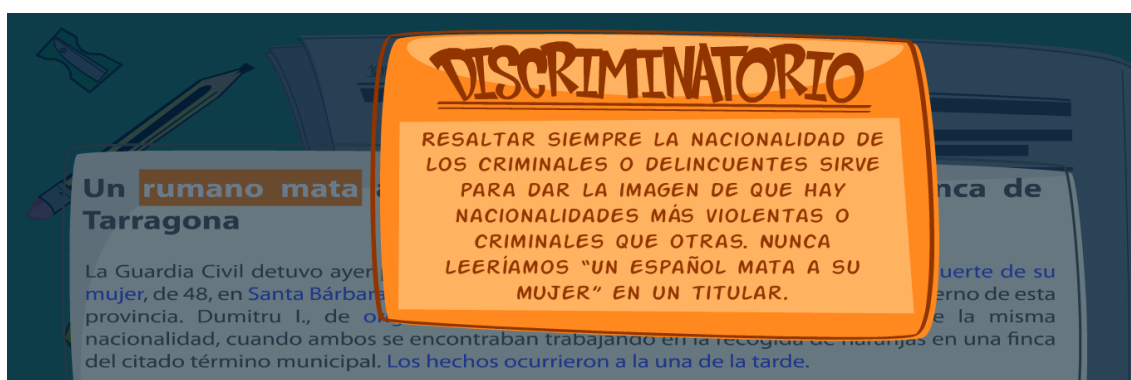 DISCRIMINATORIO
RESALTAR SIEMPRE LA NACIONALIDAD DE
LOS CRIMINALES O DELINCUENTES SIRVE
PARA DAR LA IMAGEN DE QUE HAY
NACIONALIDADES MÁS VIOLENTAS O
CRIMINALES QUE OTRAS. NUNCA
LEERÍAMOS "UN ESPAÑOL MATA A SU
MUJER" EN UN TITULAR.
Un rumano mata nca de
Tarragona
La Guardia Civil detuvo ayer uerte de su
mujer, de 48, en Santa Bárbara erno de esta
provincia. Dumitru I., de e la misma
nacionalidad, cuando ambos se encontraban trabajando en la recogida de naranjas en una finca
del citado término municipal. Los hechos ocurrieron a la una de la tarde.